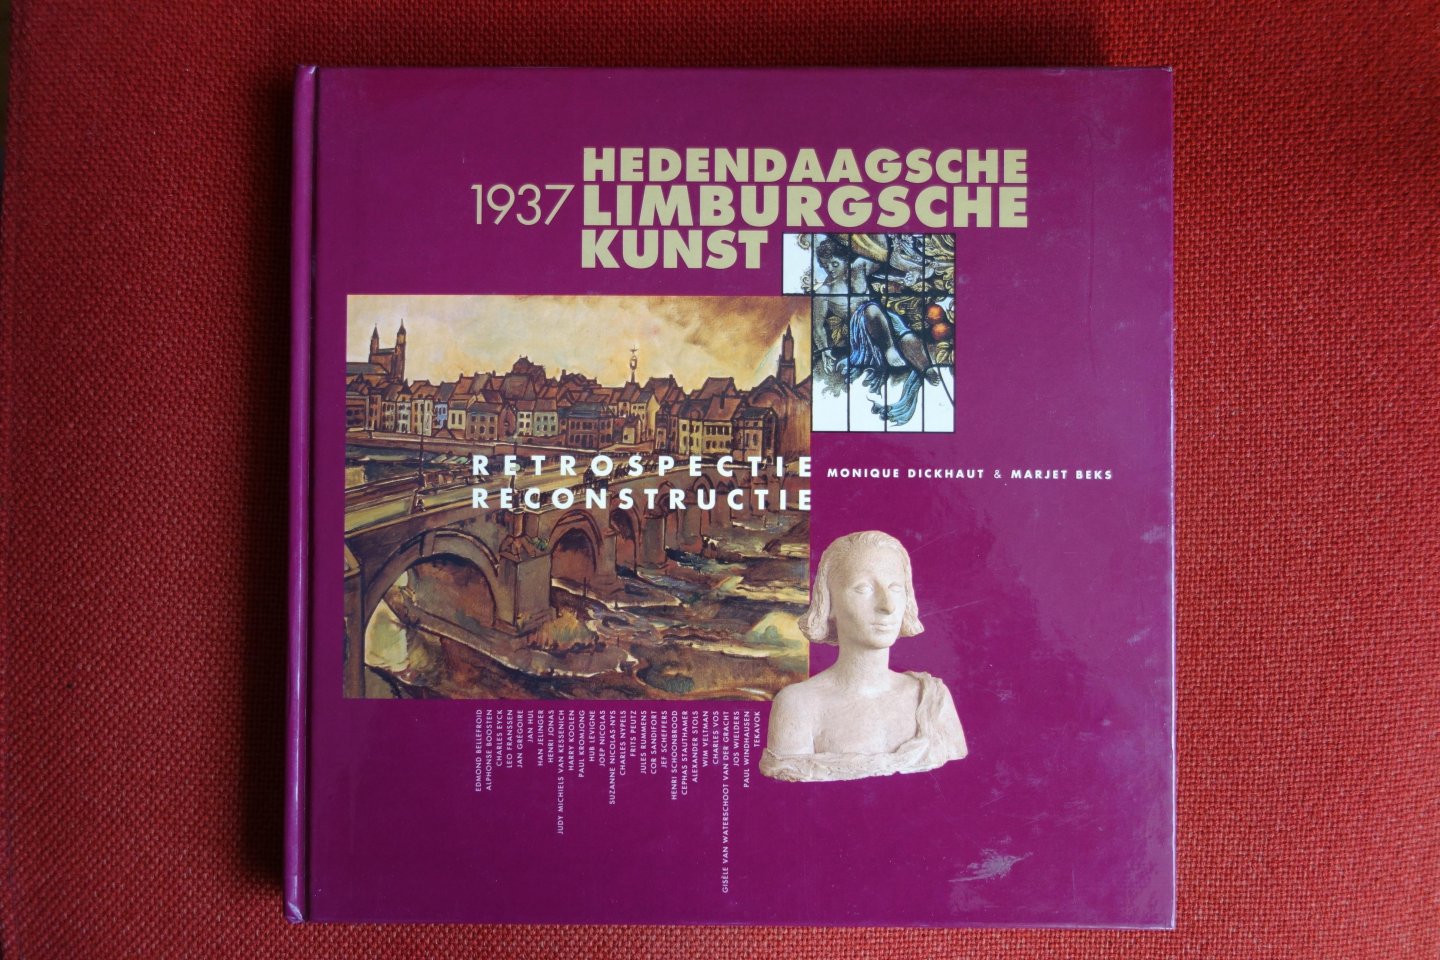 HEDENDAAGSCHE
1937 LIMBURGSCHE
KUNST
RETROSPECTIE
RECONSTRUCTIE
MONIQUE DICKHAUT & MARJET BEKS
EDMOND BELLEFROID
ALPHONSE BOOSTEN
CHARLES EYCK
LEO FRANSSEN
JAN GRÉGOIRE
JAN HUL
HAN JELINGER
HENRI JONAS
JUDY MICHIELS VAN KESSENICH
HARRY KOOLEN
PAUL KROMJONG
HUB LEVIGNE
JOEP NICOLAS
SUZANNE NICOLAS-NYS
CHARLES NYPELS
FRITS PEUTZ
JULES RUMMENS
COR SANDIFORT
JEF SCHEFFERS
HENRI SCHOONBROOD
CEPHAS STAUTHAMER
ALEXANDER STOLS
WIM VELTMAN
CHARLES VOS
GISÈLE VAN WATERSCHOOT VAN DER GRACHT
JOS WIELDERS
PAUL WINDHAUSEN
TEKAVOK